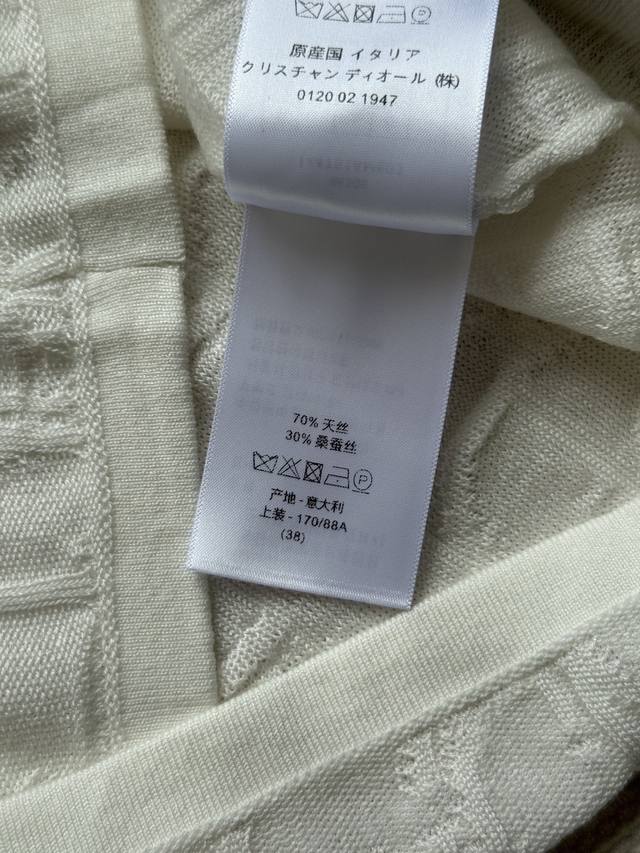 原産国 イタリア
クリスチャン ディオール (株)
0120 02 1947
70% 天丝
30% 桑蚕丝
产地 - 意大利
上装 - 170/88A
(38)